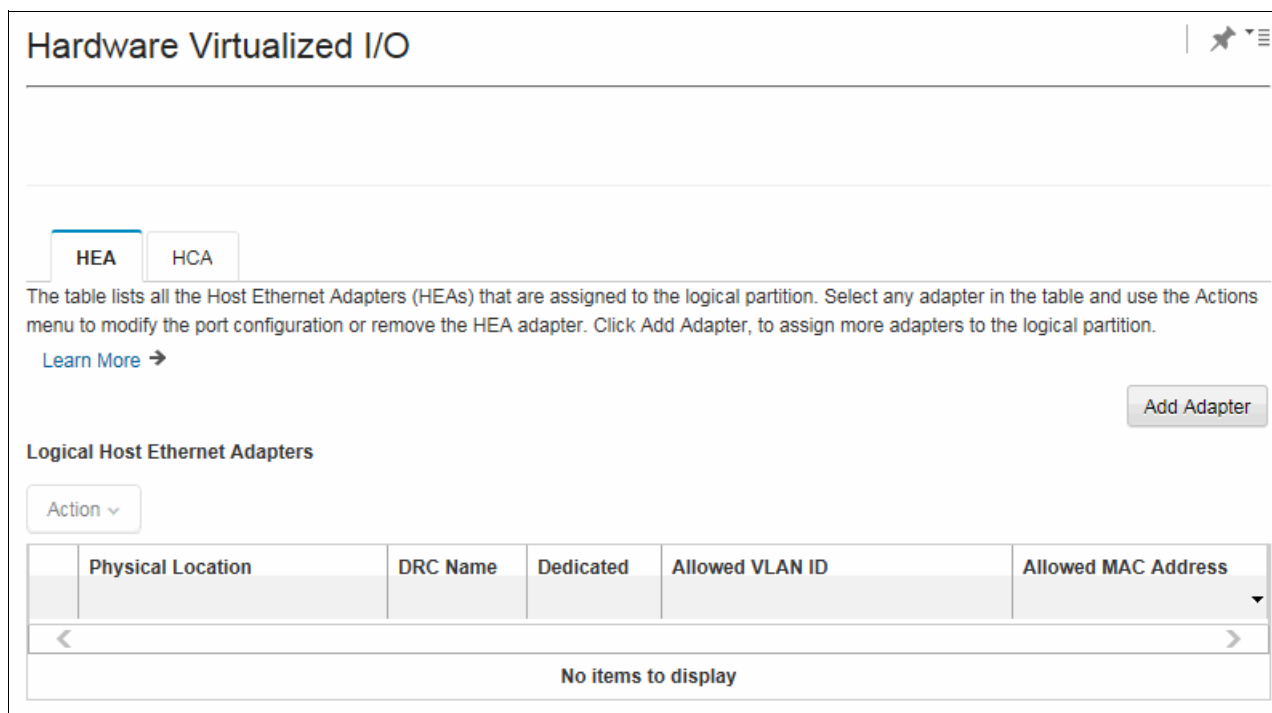 Hardware Virtualized I/O
HEA HCA
The table lists all the Host Ethernet Adapters (HEAs) that are assigned to the logical partition. Select any adapter in the table and use the Actions
menu to modify the port configuration or remove the HEA adapter. Click Add Adapter, to assign more adapters to the logical partition.
Learn More
Add Adapter
Logical Host Ethernet Adapters
Action
Physical Location DRC Name Dedicated Allowed VLAN ID Allowed MAC Address
No items to display